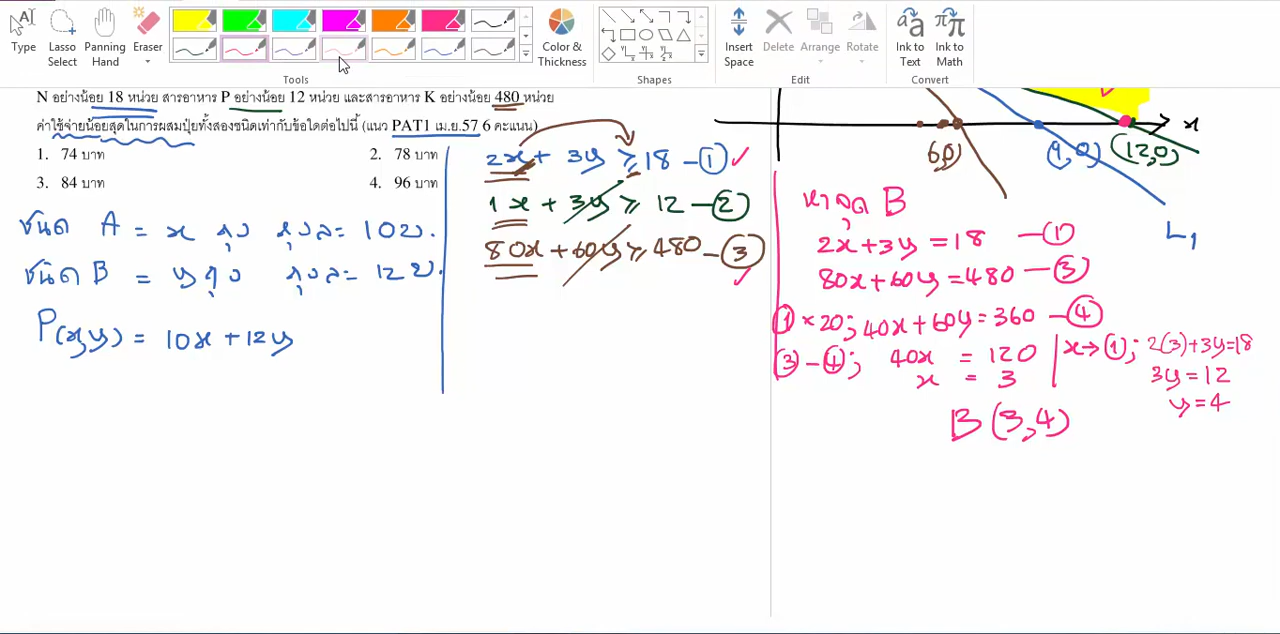 Type
Lasso
Select
Panning
Hand
Eraser
Tools
Color &
Thickness
Shapes
Insert
Space
Delete
Arrange
Rotate
Edit
Ink to
Text
Ink to
Math
Convert
N อย่างน้อย 18 หน่วย สารอาหาร P อย่างน้อย 12 หน่วย และสารอาหาร K อย่างน้อย 480 หน่วย
ค่าใช้จ่ายน้อยสุดในการผสมปุ๋ยทั้งสองชนิดเท่ากับข้อใดต่อไปนี้ (แนว PAT1 เม.ย.57 6 คะแนน)
1. 74 บาท
2. 78 บาท
3. 84 บาท
4. 96 บาท
ชนิด A = x ถุง ถุงละ 10 บ.
ชนิด B = y ถุง ถุงละ 12 บ.
P(x,y) = 10x + 12y
2x + 3y ≥ 18 - ①
1x + 3y ≥ 12 - ②
80x + 60y ≥ 480 - ③
x
(6,0)
(9,0)
(12,0)
L1
หาจุด B
2x + 3y = 18 - ①
80x + 60y = 480 - ③
① × 20; 40x + 60y = 360 - ④
③ - ④; 40x = 120
x = 3
x → ①; 2(3) + 3y = 18
3y = 12
y = 4
B (3,4)